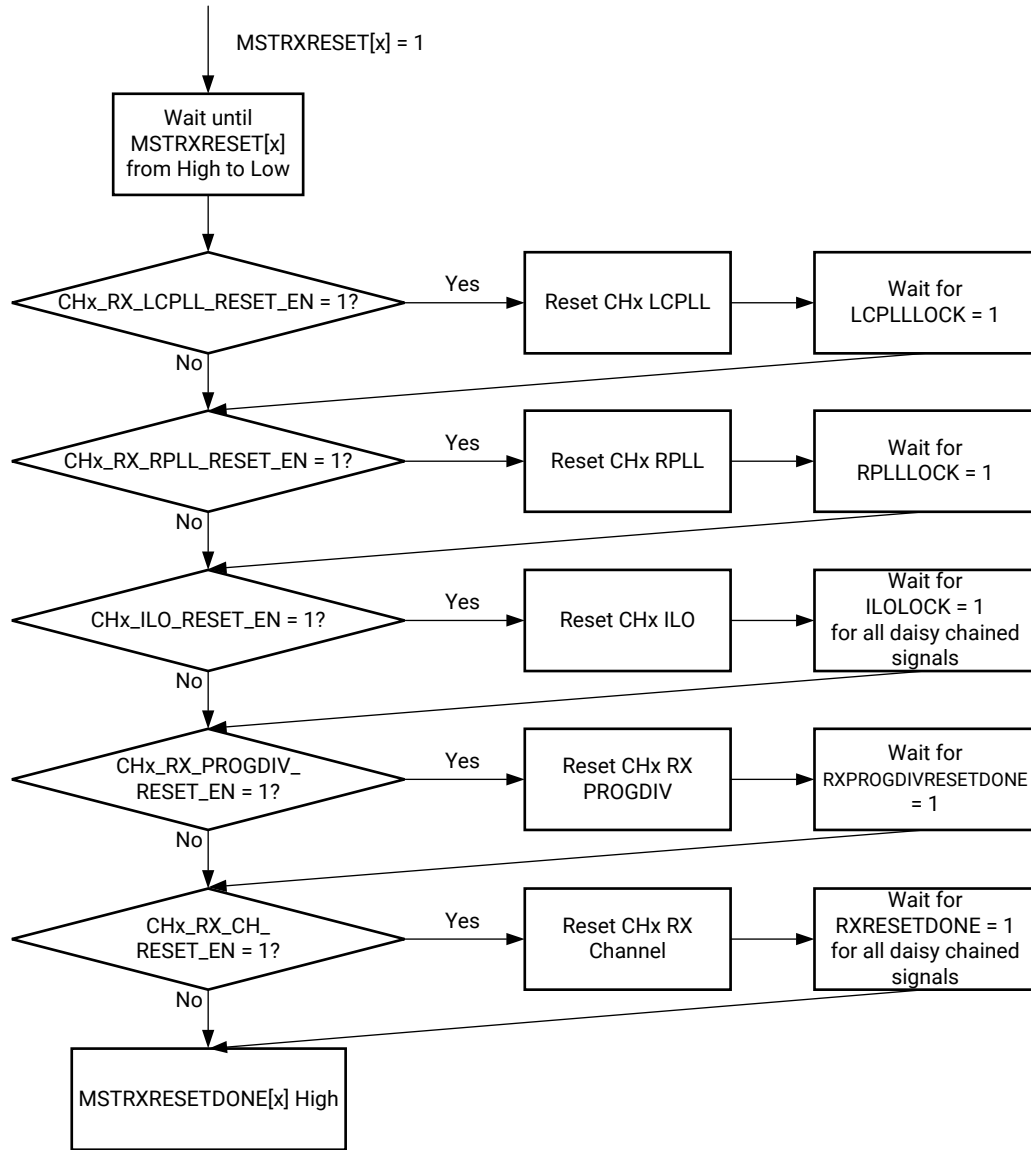 MSTRXRESET[x] = 1
Wait until
MSTRXRESET[x]
from High to Low
CHx_RX_LCPLL_RESET_EN = 1?
Yes
Reset CHx LCPLL
Wait for
LCPLLLOCK = 1
No
CHx_RX_RPLL_RESET_EN = 1?
Yes
Reset CHx RPLL
Wait for
RPLLLOCK = 1
No
CHx_ILO_RESET_EN = 1?
Yes
Reset CHx ILO
Wait for
ILOLOCK = 1
for all daisy chained
signals
No
CHx_RX_PROGDIV_
RESET_EN = 1?
Yes
Reset CHx RX
PROGDIV
Wait for
RXPROGDIVRESETDONE
= 1
No
CHx_RX_CH_
RESET_EN = 1?
Yes
Reset CHx RX
Channel
Wait for
RXRESETDONE = 1
for all daisy chained
signals
No
MSTRXRESETDONE[x] High